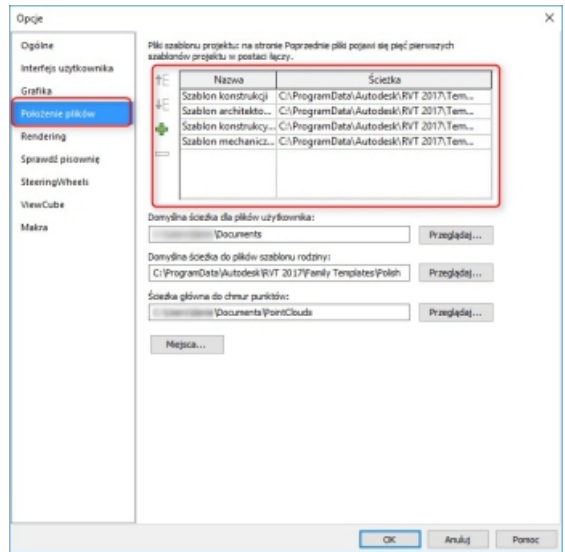 Opcje
Ogólne
Interfejs użytkownika
Grafika
Położenie plików
Rendering
Sprawdź pisownię
SteeringWheels
ViewCube
Makra
Pliki szablonu projektu: na stronie Poprzednie pliki pojawi się pięć pierwszych
szablonów projektu w postaci łączy.
Nazwa Ścieżka
Szablon konstrukcji C:\ProgramData\Autodesk\RVT 2017\Tem...
Szablon architekto... C:\ProgramData\Autodesk\RVT 2017\Tem...
Szablon konstrukcy... C:\ProgramData\Autodesk\RVT 2017\Tem...
Szablon mechanicz... C:\ProgramData\Autodesk\RVT 2017\Tem...
Domyślna ścieżka dla plików użytkownika:
\Documents Przeglądaj...
Domyślna ścieżka do plików szablonu rodziny:
C:\ProgramData\Autodesk\RVT 2017\Family Templates\Polish Przeglądaj...
Ścieżka główna do chmur punktów:
\Documents\PointClouds Przeglądaj...
Miejsca...
OK Anuluj Pomoc